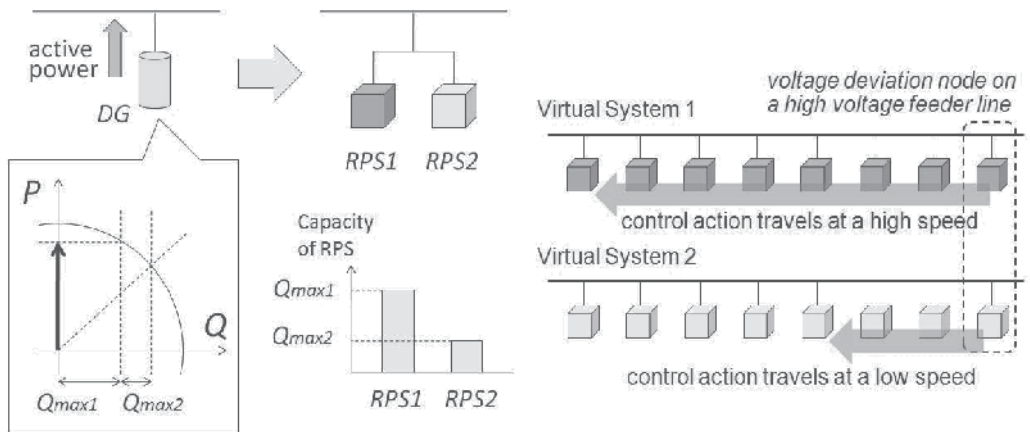 active
power
DG
RPS1
RPS2
P
Q
Qmax1
Qmax2
Capacity
of RPS
Qmax1
Qmax2
RPS1
RPS2
voltage deviation node on
a high voltage feeder line
Virtual System 1
control action travels at a high speed
Virtual System 2
control action travels at a low speed